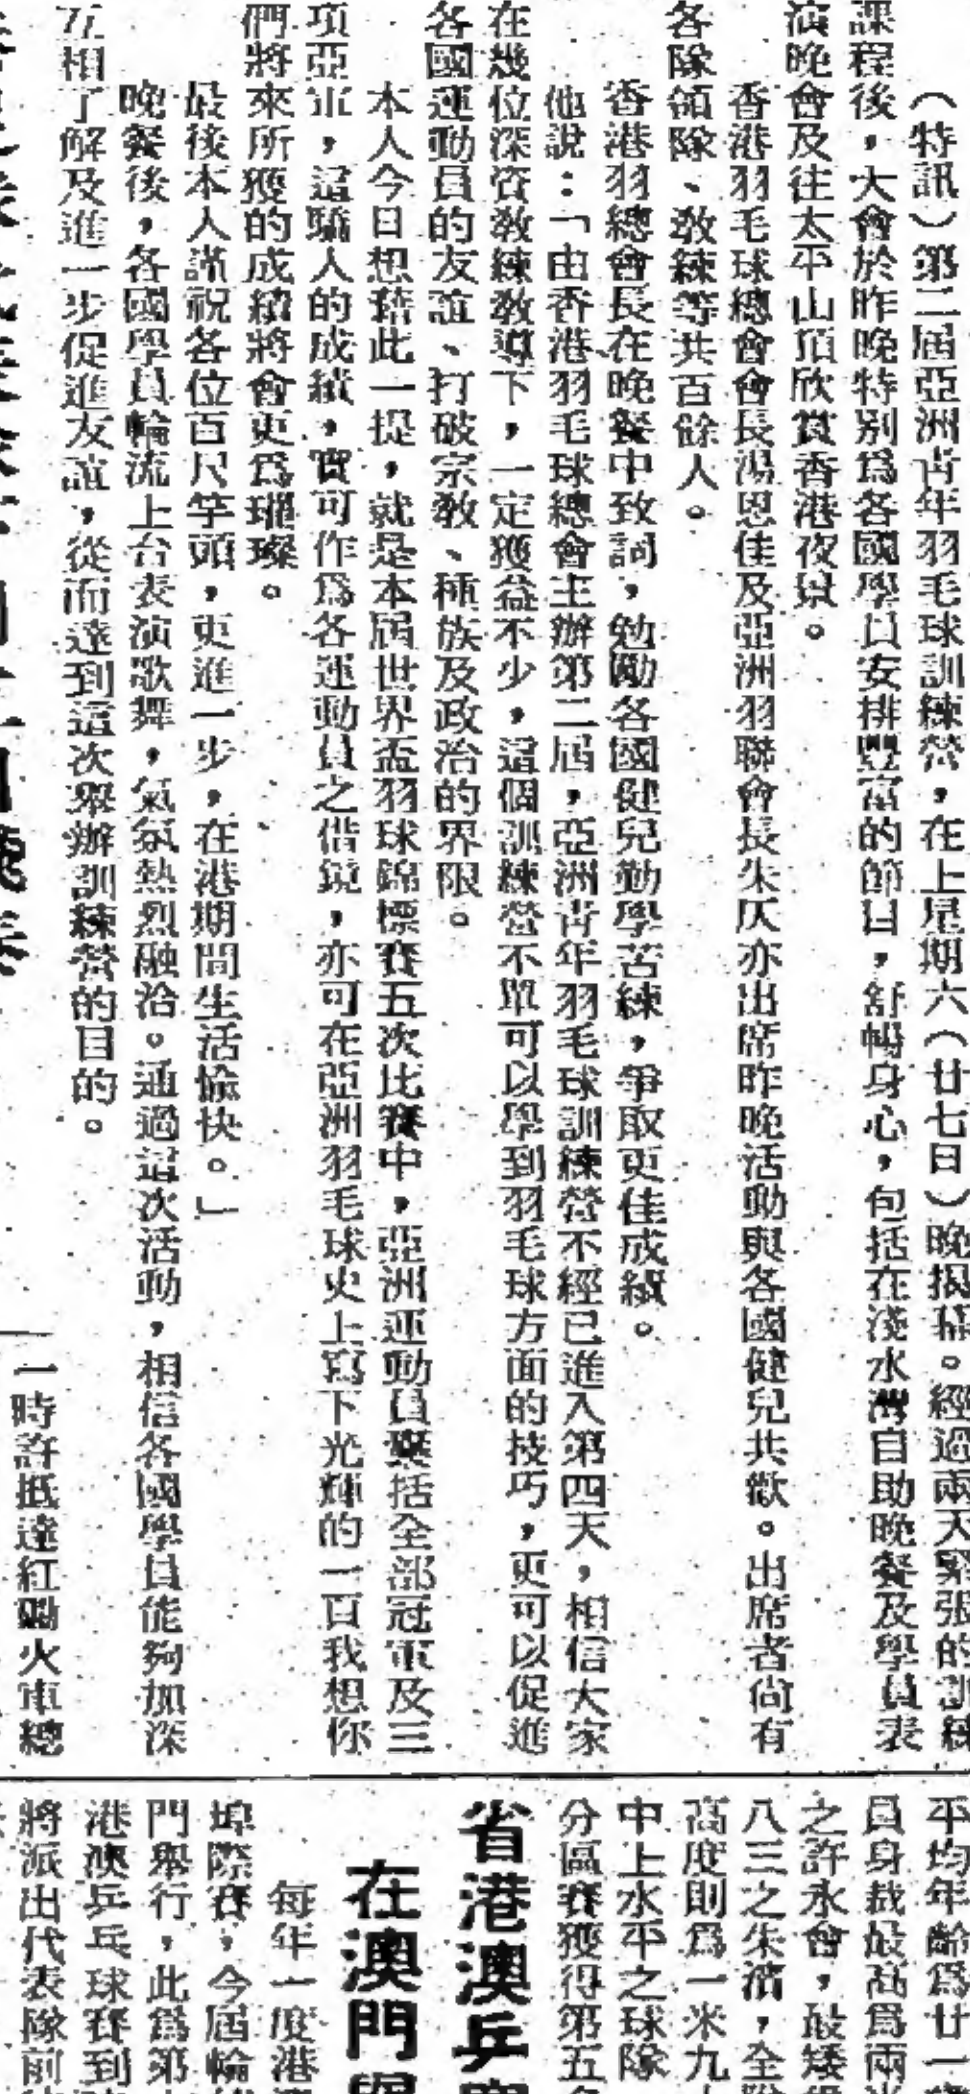 （特訊）第二屆亞洲青年羽毛球訓練營，在上星期六（廿七日）晚揭幕。經過兩天緊張的訓練
課程後，大會於昨晚特別為各國學員安排豐富的節目，舒暢身心，包括在淺水灣自助晚餐及學員表
演晚會及往太平山頂欣賞香港夜景。
香港羽毛球總會會長湯恩佳及亞洲羽聯會長朱仄亦出席昨晚活動與各國健兒共歡。出席者尚有
各隊領隊、教練等共百餘人。
香港羽總會長在晚餐中致詞，勉勵各國健兒勤學苦練，爭取更佳成績。
他說：「由香港羽毛球總會主辦第二屆，亞洲青年羽毛球訓練營不經已進入第四天，相信大家
在幾位深資教練教導下，一定獲益不少，這個訓練營不單可以學到羽毛球方面的技巧，更可以促進
各國運動員的友誼、打破宗教、種族及政治的界限。
本人今日想藉此一提，就是本屆世界盃羽球錦標賽五次比賽中，亞洲運動員囊括全部冠軍及三
項亞軍，這驕人的成績，實可作為各運動員之借鏡，亦可在亞洲羽毛球史上寫下光輝的一頁我想你
們將來所獲的成績將會更為璀璨。
最後本人謹祝各位百尺竿頭，更進一步，在港期間生活愉快。」
晚餐後，各國學員輪流上台表演歌舞，氣氛熱烈融洽。通過這次活動，相信各國學員能夠加深
互相了解及進一步促進友誼，從而達到這次舉辦訓練營的目的。
一時許抵達紅磡火車總
平均年齡為廿一
員身裁最高為兩
之許永會，最矮
八三之朱濱，全
高度則為一米九
中上水平之球隊
分區賽獲得第五
省港澳乒
在澳門
每年一度港
埠際賽，今屆輪
門舉行，此為第
港澳乒乓球賽到
將派出代表隊前